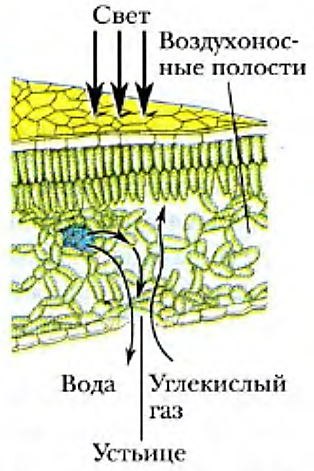 Свет
Воздухонос-
ные полости
Вода
Углекислый
газ
Устьице